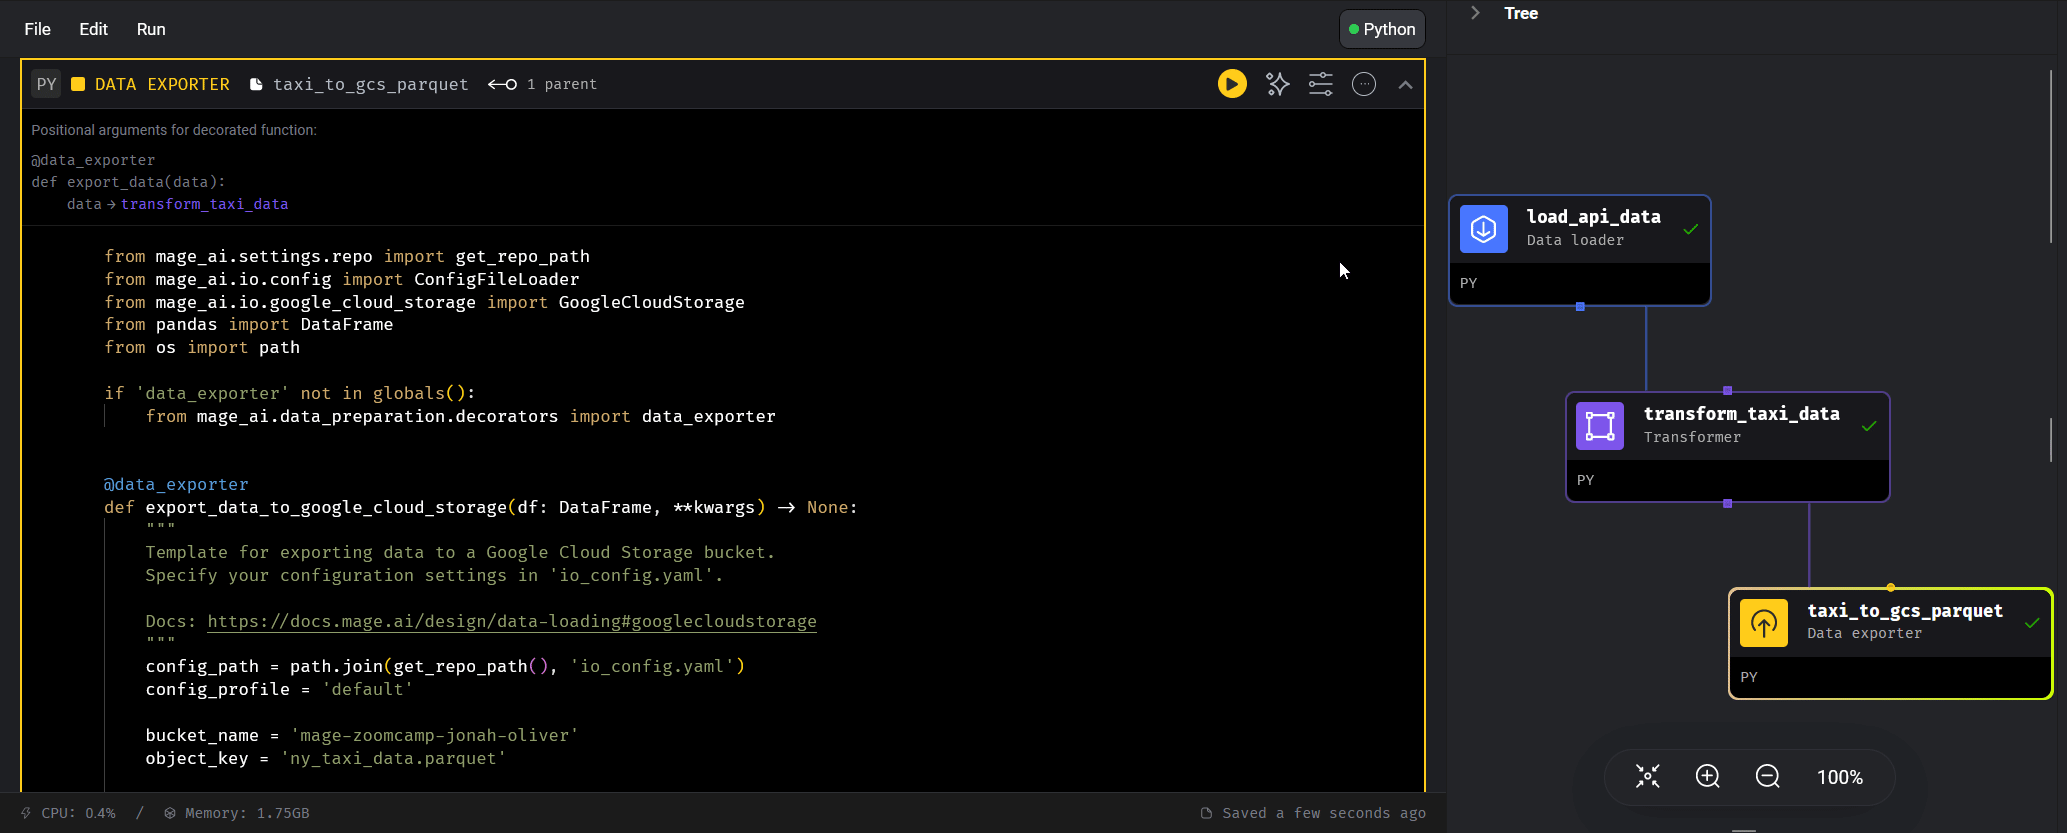 File Edit Run Python
PY DATA EXPORTER taxi_to_gcs_parquet 1 parent
Positional arguments for decorated function:
@data_exporter
def export_data(data):
data → transform_taxi_data
from mage_ai.settings.repo import get_repo_path
from mage_ai.io.config import ConfigFileLoader
from mage_ai.io.google_cloud_storage import GoogleCloudStorage
from pandas import DataFrame
from os import path
if 'data_exporter' not in globals():
from mage_ai.data_preparation.decorators import data_exporter
@data_exporter
def export_data_to_google_cloud_storage(df: DataFrame, **kwargs) -> None:
"""
Template for exporting data to a Google Cloud Storage bucket.
Specify your configuration settings in 'io_config.yaml'.
Docs: https://docs.mage.ai/design/data-loading#googlecloudstorage
"""
config_path = path.join(get_repo_path(), 'io_config.yaml')
config_profile = 'default'
bucket_name = 'mage-zoomcamp-jonah-oliver'
object_key = 'ny_taxi_data.parquet'
CPU: 0.4% / Memory: 1.75GB
Saved a few seconds ago
Tree
load_api_data
Data loader
PY
transform_taxi_data
Transformer
PY
taxi_to_gcs_parquet
Data exporter
PY
100%